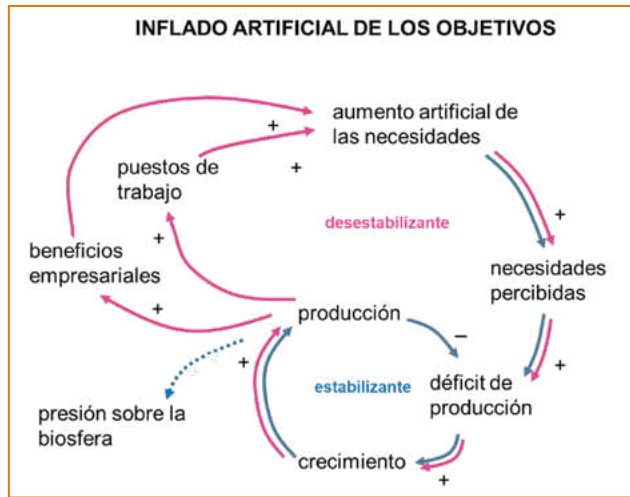 INFLADO ARTIFICIAL DE LOS OBJETIVOS
aumento artificial de
las necesidades
+
+
puestos de
trabajo
desestabilizante
+
+
beneficios
empresariales
+
necesidades
percibidas
producción
−
+
+
estabilizante
déficit de
producción
presión sobre la
biosfera
crecimiento
+